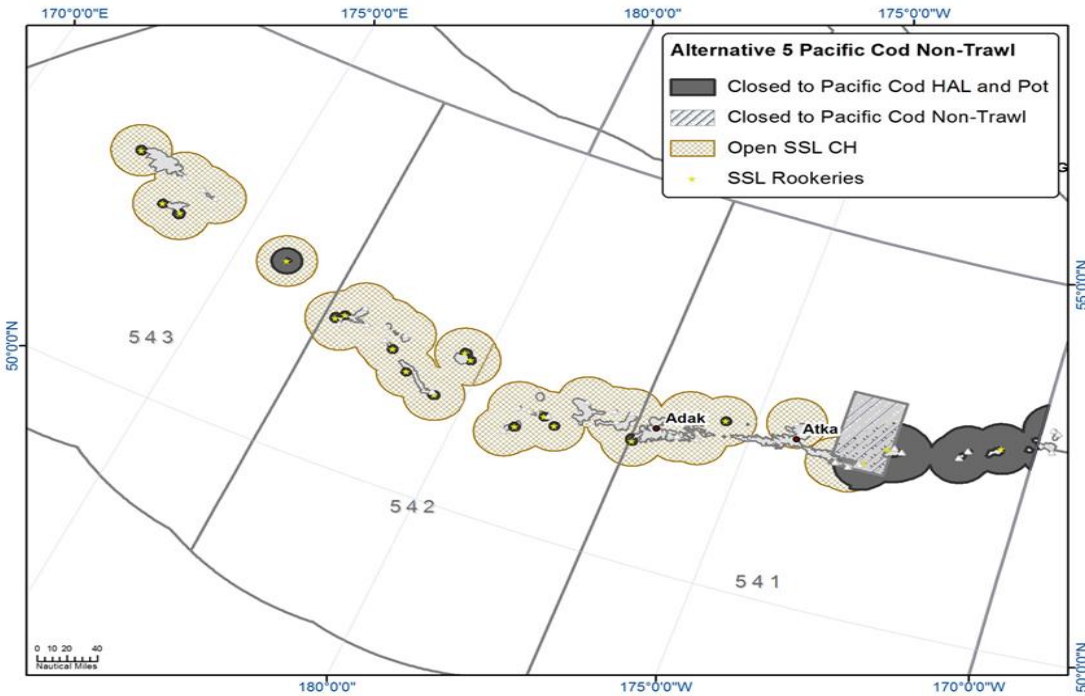 170°0'0"E
175°0'0"E
180°0'0"
175°0'0"W
Alternative 5 Pacific Cod Non-Trawl
Closed to Pacific Cod HAL and Pot
Closed to Pacific Cod Non-Trawl
Open SSL CH
SSL Rookeries
G
55°0'0"N
50°0'0"N
543
Adak
Atka
542
541
0 10 20 40
Nautical Miles
50°0'0"N
180°0'0"
175°0'0"W
170°0'0"W